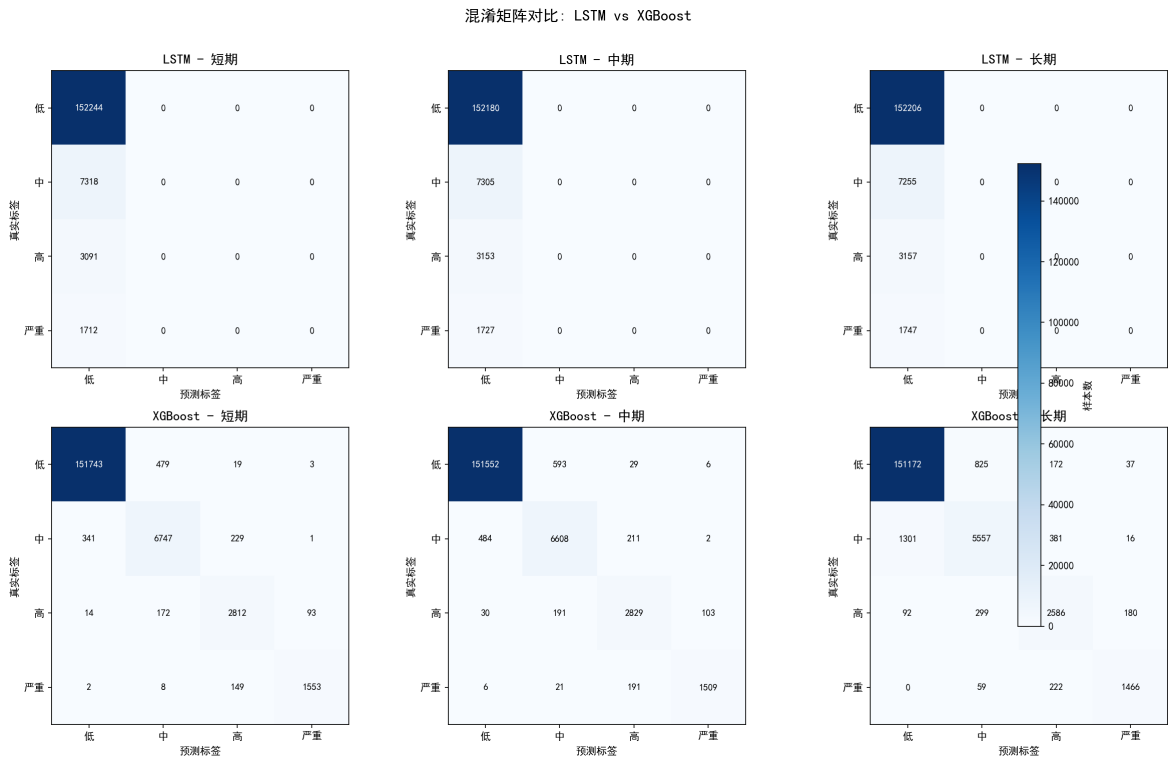 混淆矩阵对比: LSTM vs XGBoost
LSTM - 短期
低 152244 0 0 0
中 7318 0 0 0
高 3091 0 0 0
严重 1712 0 0 0
低 中 高 严重
预测标签
真实标签
LSTM - 中期
低 152180 0 0 0
中 7305 0 0 0
高 3153 0 0 0
严重 1727 0 0 0
低 中 高 严重
预测标签
真实标签
LSTM - 长期
低 152206 0 0 0
中 7255 0 0 0
高 3157 0 0 0
严重 1747 0 0 0
低 中 高 严重
预测标签
真实标签
XGBoost - 短期
低 151743 479 19 3
中 341 6747 229 1
高 14 172 2812 93
严重 2 8 149 1553
低 中 高 严重
预测标签
真实标签
XGBoost - 中期
低 151552 593 29 6
中 484 6608 211 2
高 30 191 2829 103
严重 6 21 191 1509
低 中 高 严重
预测标签
真实标签
XGBoost 长期
低 151172 825 172 37
中 1301 5557 381 16
高 92 299 2586 180
严重 0 59 222 1466
低 中 高 严重
预测标签
真实标签
140000
120000
100000
80000
60000
40000
20000
0
样本数